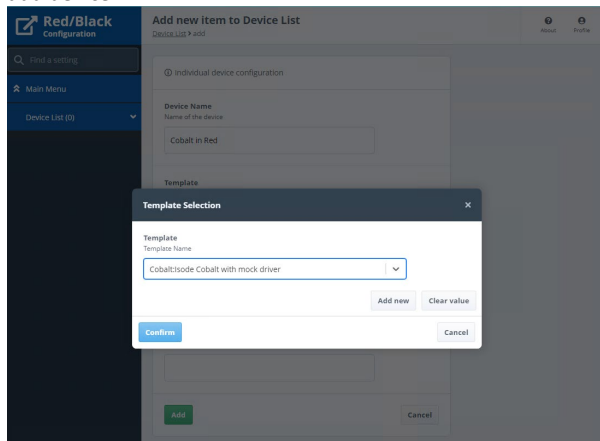 Red/Black
Configuration
Add new item to Device List
Device List > add
About
Profile
Find a setting
Main Menu
Device List (0)
Individual device configuration
Device Name
Name of the device
Cobalt in Red
Template
Template Selection
×
Template
Template Name
Cobalt:Isode Cobalt with mock driver
Add new
Clear value
Confirm
Cancel
Add
Cancel